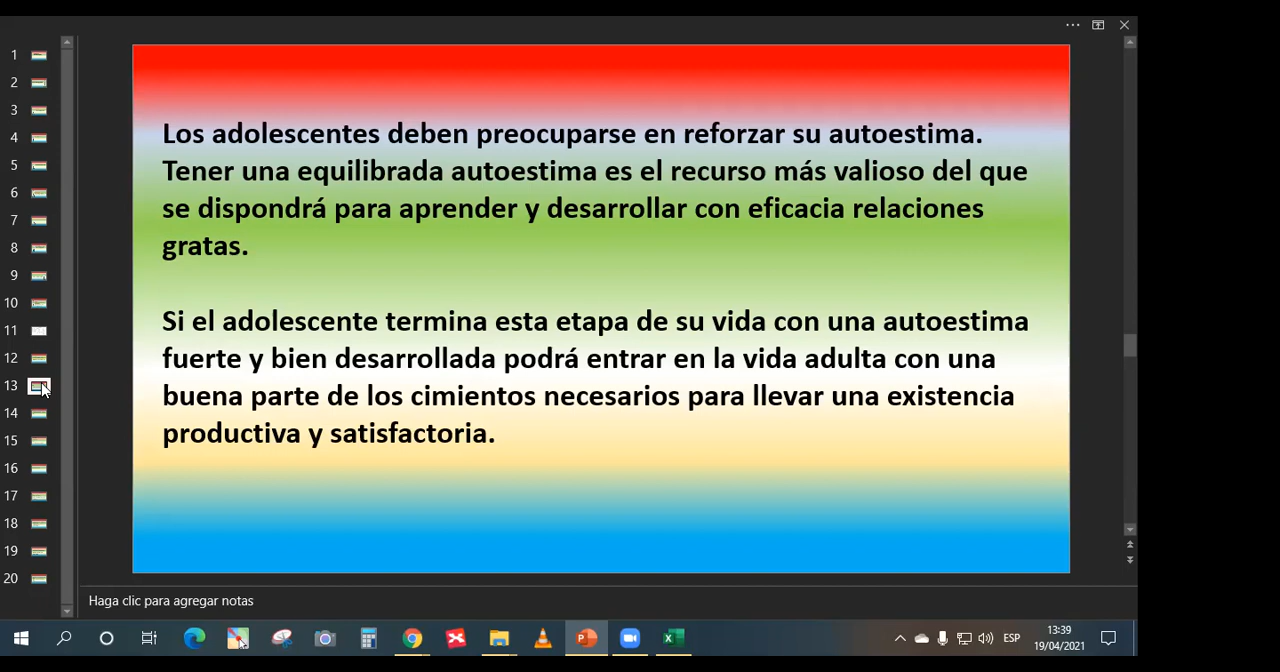 1
2
3
4
5
6
7
8
9
10
11
12
13
14
15
16
17
18
19
20
Los adolescentes deben preocuparse en reforzar su autoestima.
Tener una equilibrada autoestima es el recurso más valioso del que
se dispondrá para aprender y desarrollar con eficacia relaciones
gratas.
Si el adolescente termina esta etapa de su vida con una autoestima
fuerte y bien desarrollada podrá entrar en la vida adulta con una
buena parte de los cimientos necesarios para llevar una existencia
productiva y satisfactoria.
Haga clic para agregar notas
ESP
13:39
19/04/2021